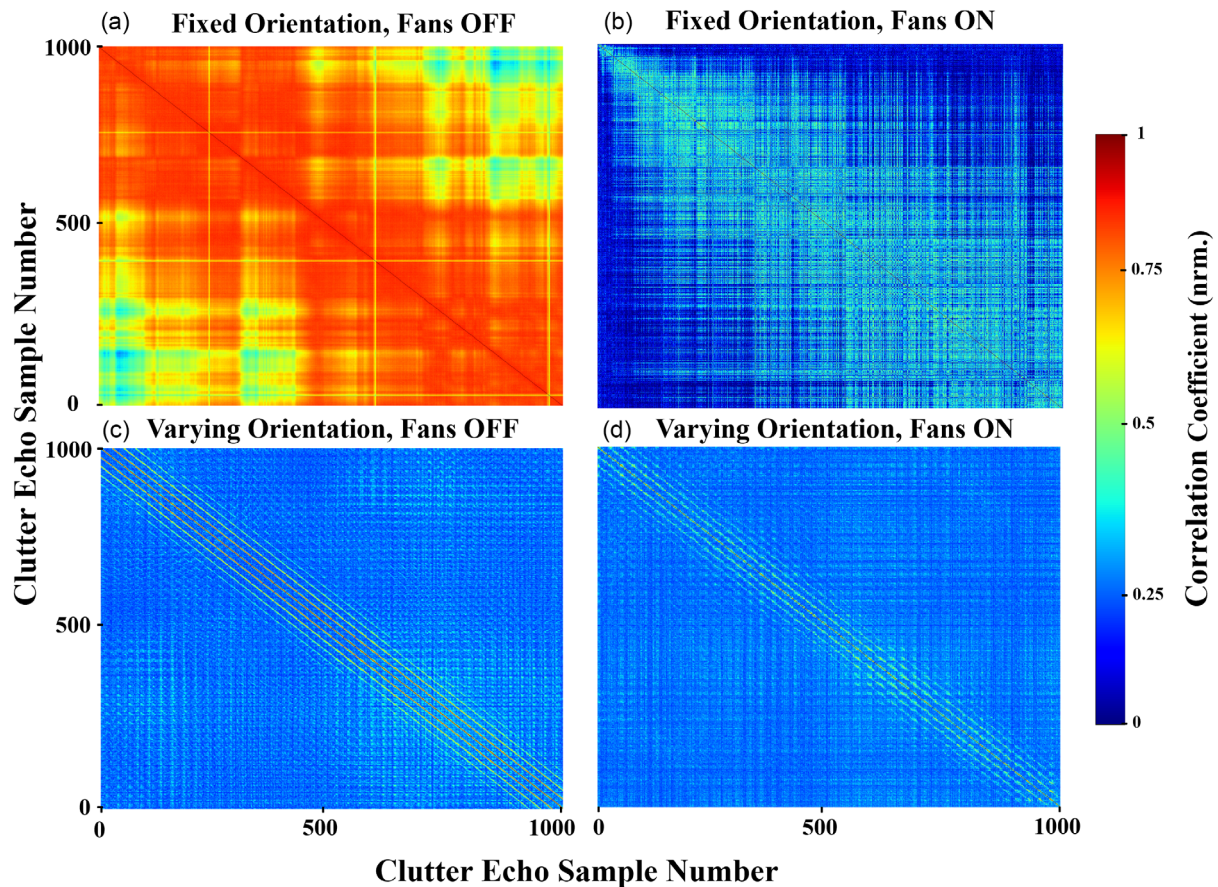 (a) Fixed Orientation, Fans OFF
(b) Fixed Orientation, Fans ON
1000
500
0
(c) Varying Orientation, Fans OFF
(d) Varying Orientation, Fans ON
1000
500
0
0 500 1000
0 500 1000
Clutter Echo Sample Number
Clutter Echo Sample Number
1
0.75
0.5
0.25
0
Correlation Coefficient (nrm.)